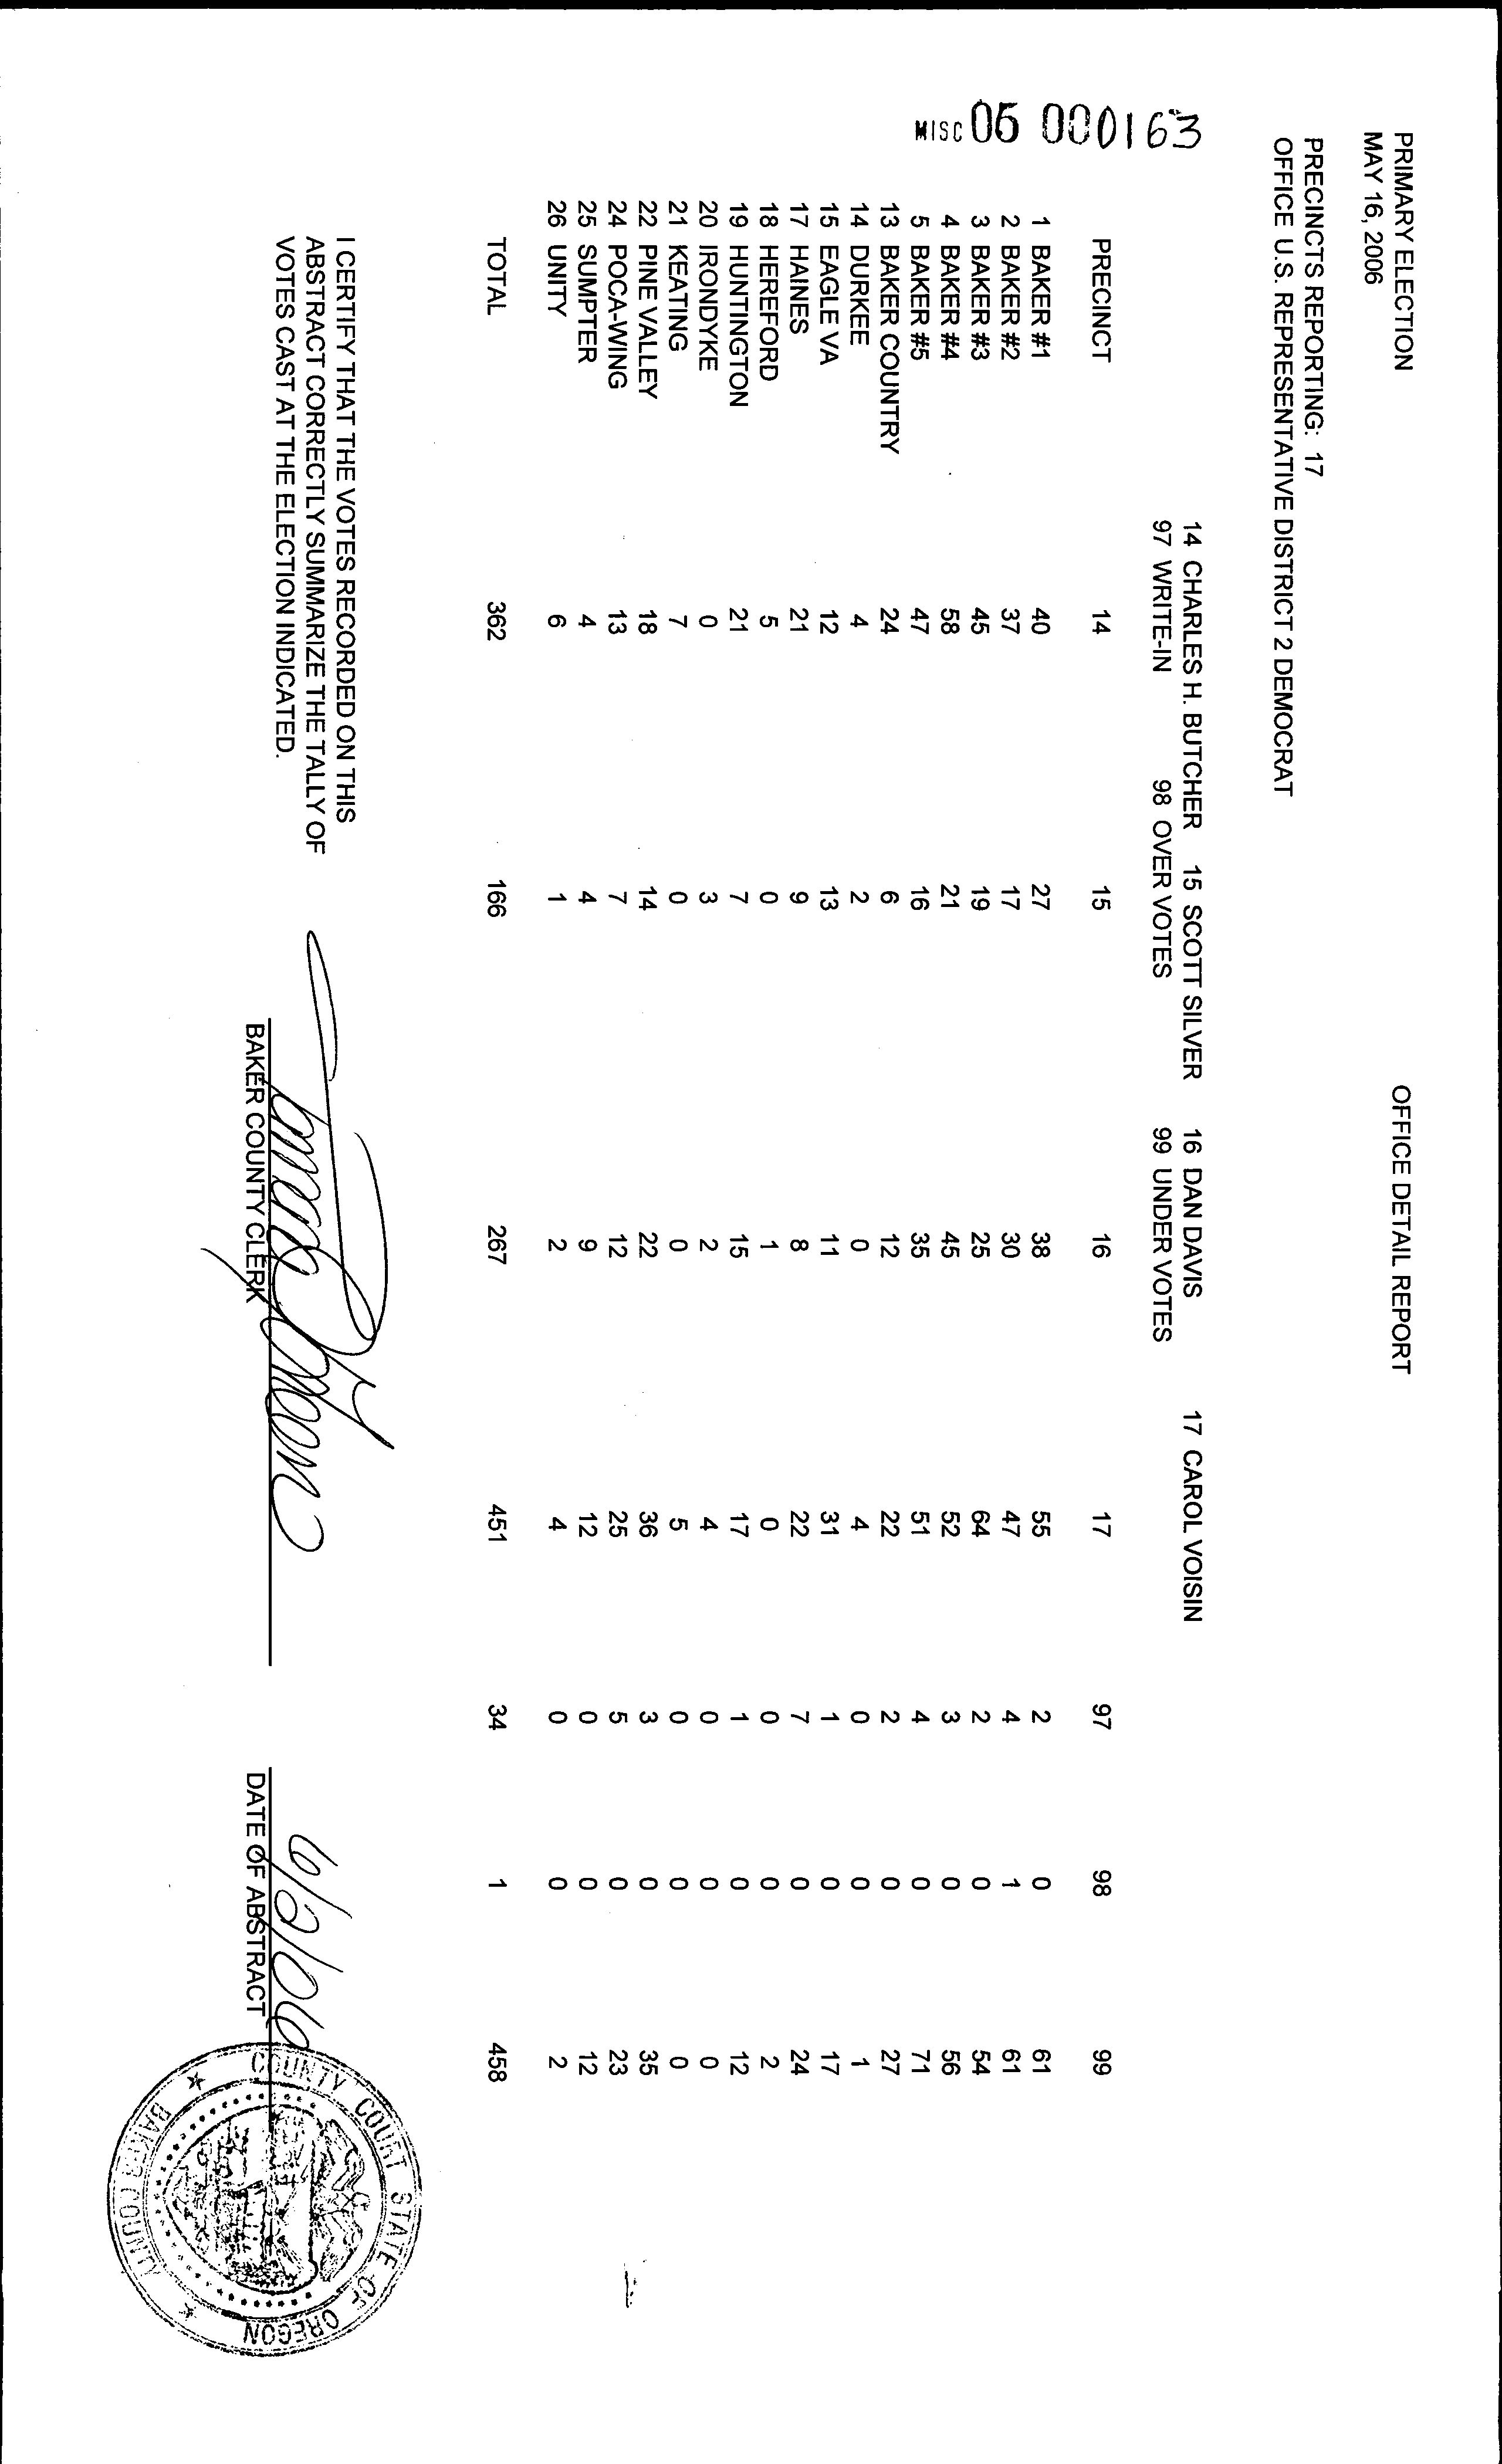 PRIMARY ELECTION OFFICE DETAIL REPORT
MAY 16, 2006
PRECINCTS REPORTING: 17
OFFICE U.S. REPRESENTATIVE DISTRICT 2 DEMOCRAT
14 CHARLES H. BUTCHER 15 SCOTT SILVER 16 DAN DAVIS 17 CAROL VOISIN
97 WRITE-IN 98 OVER VOTES 99 UNDER VOTES
PRECINCT 14 15 16 17 97 98 99
1 BAKER #1 40 27 38 55 2 0 61
2 BAKER #2 37 17 30 47 4 1 61
3 BAKER #3 45 19 25 64 2 0 54
4 BAKER #4 58 21 45 52 3 0 56
5 BAKER #5 47 16 35 51 4 0 71
13 BAKER COUNTRY 24 6 12 22 2 0 27
14 DURKEE 4 2 0 4 0 0 1
15 EAGLE VA 12 13 11 31 1 0 17
17 HAINES 21 9 8 22 7 0 24
18 HEREFORD 5 0 1 0 0 0 2
19 HUNTINGTON 21 7 15 17 1 0 12
20 IRONDYKE 0 3 2 4 0 0 0
21 KEATING 7 0 0 5 0 0 0
22 PINE VALLEY 18 14 22 36 3 0 35
24 POCA-WING 13 7 12 25 5 0 23
25 SUMPTER 4 4 9 12 0 0 12
26 UNITY 6 1 2 4 0 0 2
TOTAL 362 166 267 451 34 1 458
MISC 06 000163
I CERTIFY THAT THE VOTES RECORDED ON THIS
ABSTRACT CORRECTLY SUMMARIZE THE TALLY OF
VOTES CAST AT THE ELECTION INDICATED.
6/2/06
BAKER COUNTY CLERK DATE OF ABSTRACT
COUNTY COURT STATE OF OREGON
BAKER COUNTY